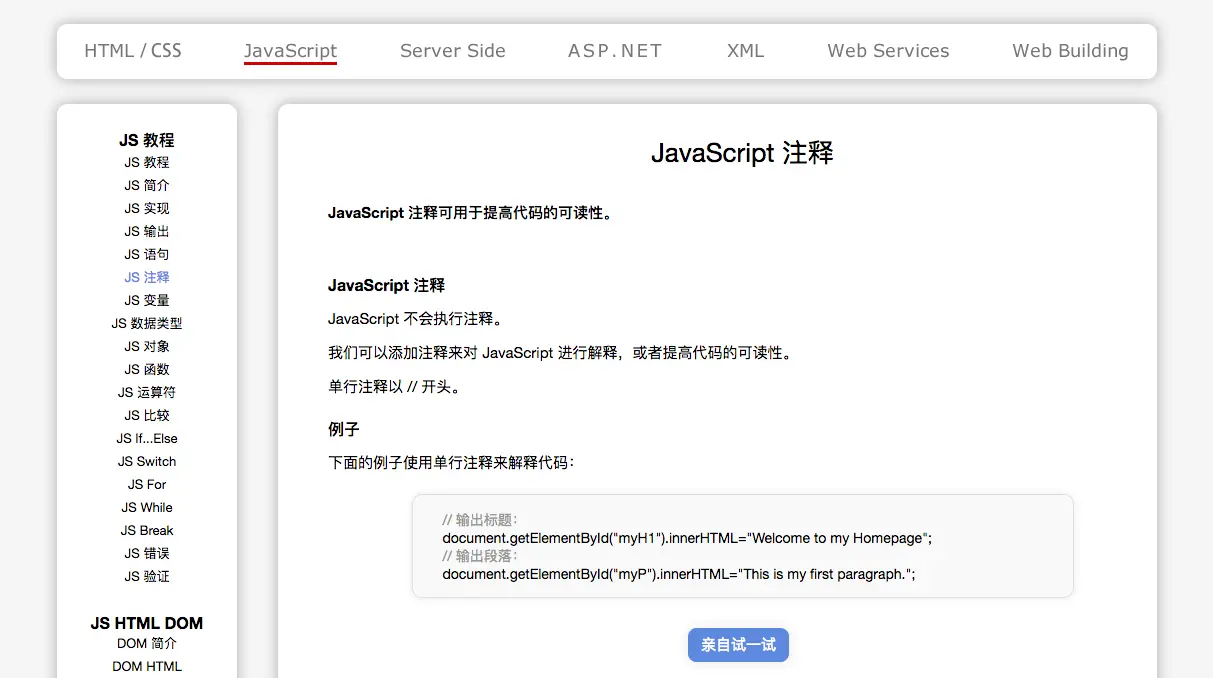 HTML / CSS JavaScript Server Side ASP.NET XML Web Services Web Building
JS 教程
JS 教程
JS 简介
JS 实现
JS 输出
JS 语句
JS 注释
JS 变量
JS 数据类型
JS 对象
JS 函数
JS 运算符
JS 比较
JS If...Else
JS Switch
JS For
JS While
JS Break
JS 错误
JS 验证
JS HTML DOM
DOM 简介
DOM HTML
JavaScript 注释
JavaScript 注释可用于提高代码的可读性。
JavaScript 注释
JavaScript 不会执行注释。
我们可以添加注释来对 JavaScript 进行解释，或者提高代码的可读性。
单行注释以 // 开头。
例子
下面的例子使用单行注释来解释代码：
// 输出标题：
document.getElementById("myH1").innerHTML="Welcome to my Homepage";
// 输出段落：
document.getElementById("myP").innerHTML="This is my first paragraph.";
亲自试一试